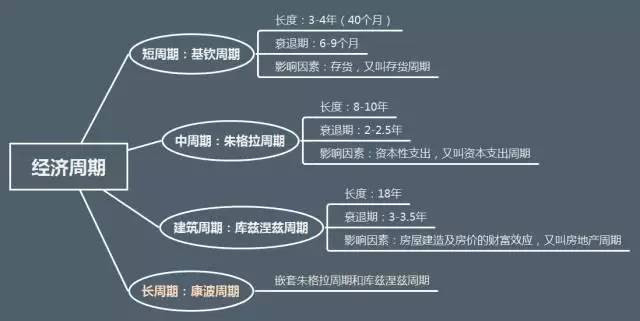 经济周期
短周期：基钦周期
长度：3-4年（40个月）
衰退期：6-9个月
影响因素：存货，又叫存货周期
中周期：朱格拉周期
长度：8-10年
衰退期：2-2.5年
影响因素：资本性支出，又叫资本支出周期
建筑周期：库兹涅兹周期
长度：18年
衰退期：3-3.5年
影响因素：房屋建造及房价的财富效应，又叫房地产周期
长周期：康波周期
嵌套朱格拉周期和库兹涅兹周期